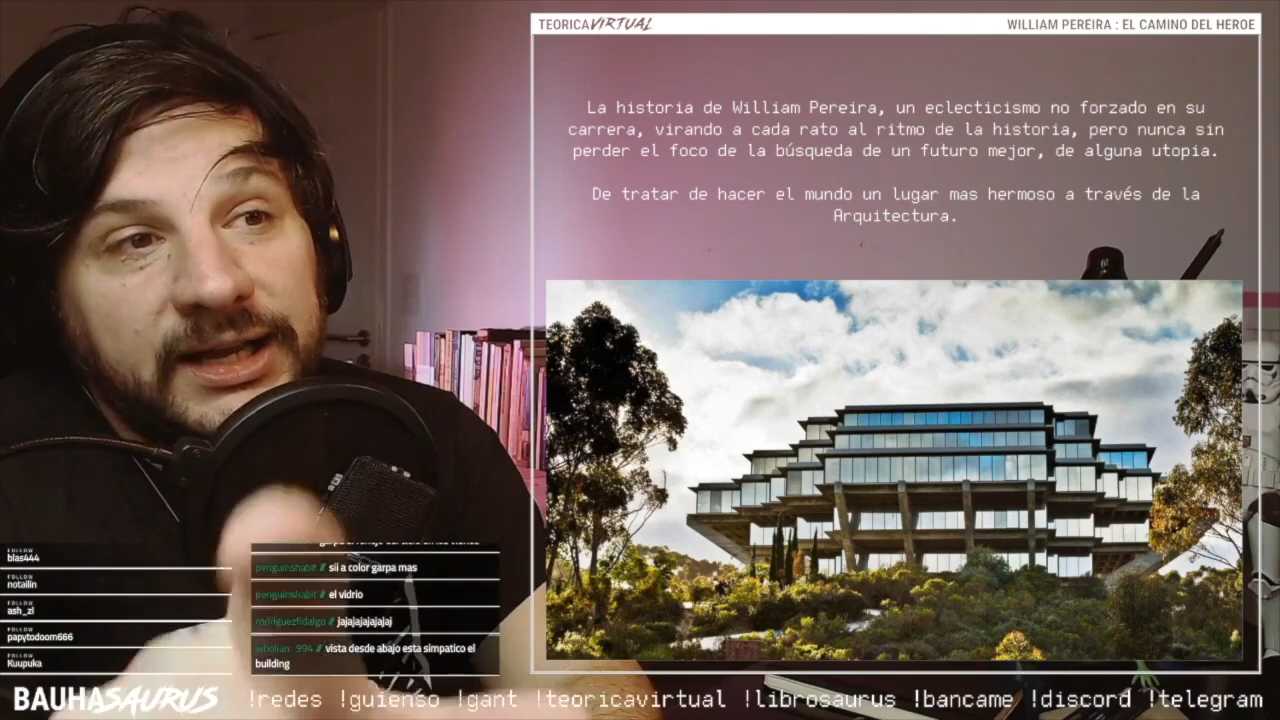 TEORICAVIRTUAL
WILLIAM PEREIRA : EL CAMINO DEL HEROE
La historia de William Pereira, un eclecticismo no forzado en su
carrera, virando a cada rato al ritmo de la historia, pero nunca sin
perder el foco de la búsqueda de un futuro mejor, de alguna utopia.
De tratar de hacer el mundo un lugar mas hermoso a través de la
Arquitectura.
FOLLOW
blas444
FOLLOW
notailin
FOLLOW
ash_zl
FOLLOW
papytodoom666
FOLLOW
Kuupuka
penguinshabit // sii a color garpa mas
penguinshabit // el vidrio
rodriguezfidalgo // jajajajajajaj
wholian_994 // vista desde abajo esta simpatico el
building
BAUHASAURUS
!redes !guienso !gant !teoricavirtual !librosaurus !bancame !discord !telegram